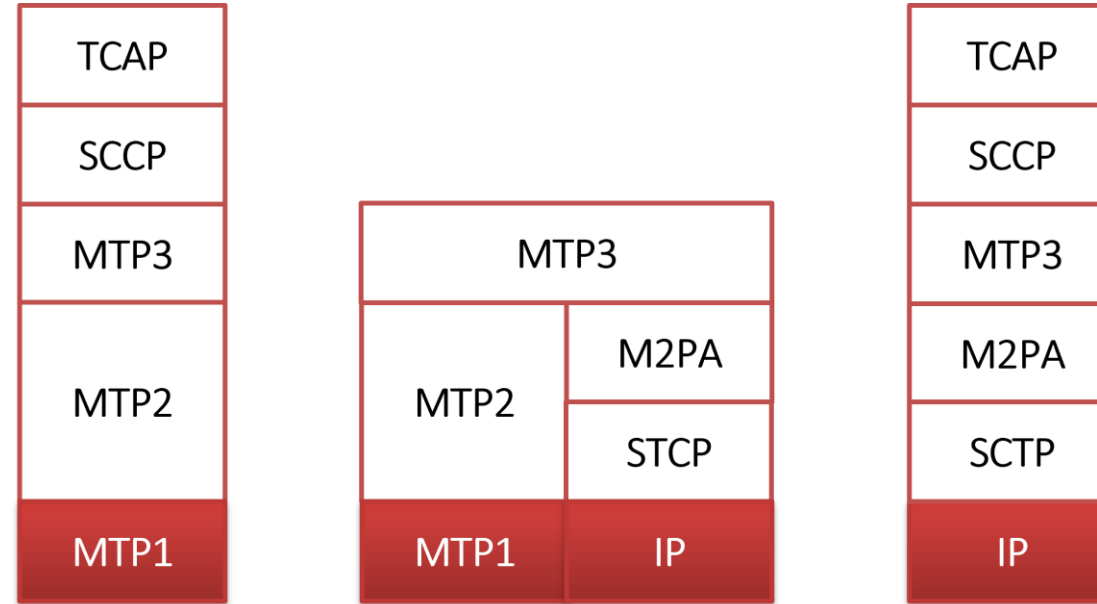 TCAP
SCCP
MTP3
MTP2
MTP1
MTP3
MTP2
M2PA
STCP
MTP1
IP
TCAP
SCCP
MTP3
M2PA
SCTP
IP